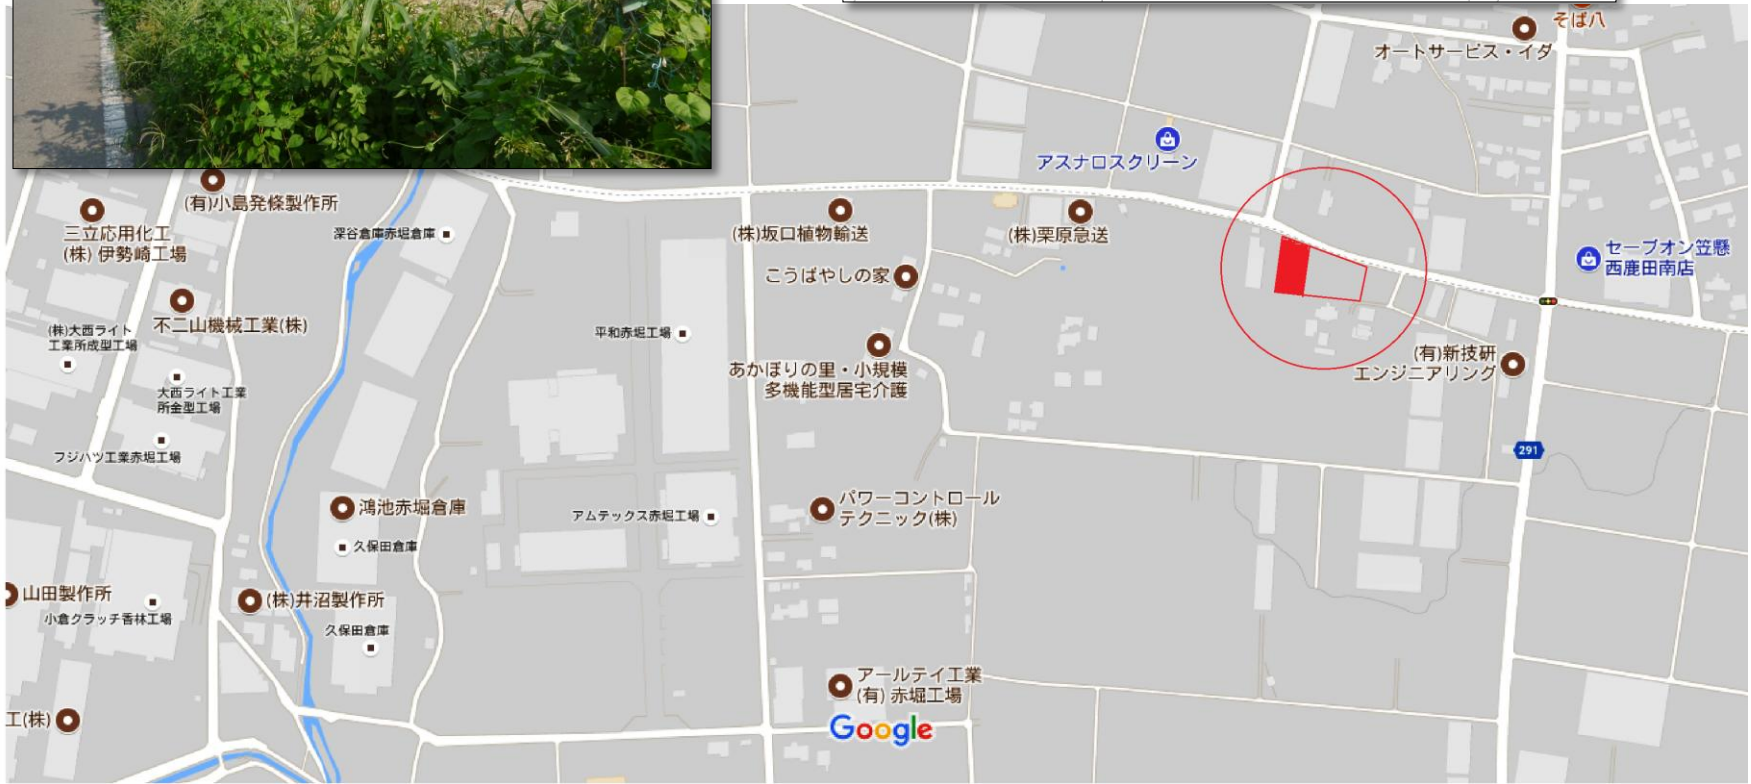 そば八
オートサービス・イダ
アスナロスクリーン
(有)小島発條製作所
三立応用化工
(株) 伊勢崎工場
深谷倉庫赤堀倉庫
(株)坂口植物輸送
(株)栗原急送
セーブオン笠懸
西鹿田南店
こうばやしの家
不二山機械工業(株)
(株)大西ライト
工業所成型工場
平和赤堀工場
(有)新技研
エンジニアリング
あかぼりの里・小規模
多機能型居宅介護
大西ライト工業
所金型工場
フジハツ工業赤堀工場
291
鴻池赤堀倉庫
アムテックス赤堀工場
パワーコントロール
テクニック(株)
久保田倉庫
山田製作所
小倉クラッチ香林工場
(株)井沼製作所
久保田倉庫
アールテイ工業
(有) 赤堀工場
工(株)
Google